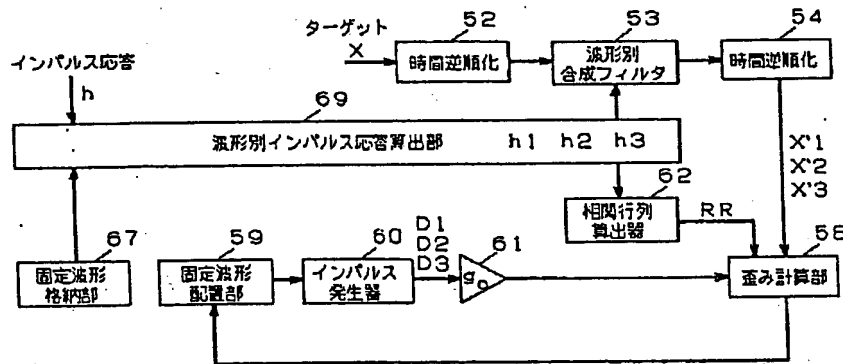 ターゲット
X
52
時間逆順化
53
波形別
合成フィルタ
54
時間逆順化
インパルス応答
h
69
波形別インパルス応答算出部 h1 h2 h3
X'1
X'2
X'3
62
相関行列
算出器
RR
67
固定波形
格納部
59
固定波形
配置部
60
インパルス
発生器
D1
D2
D3
61
gc
58
歪み計算部